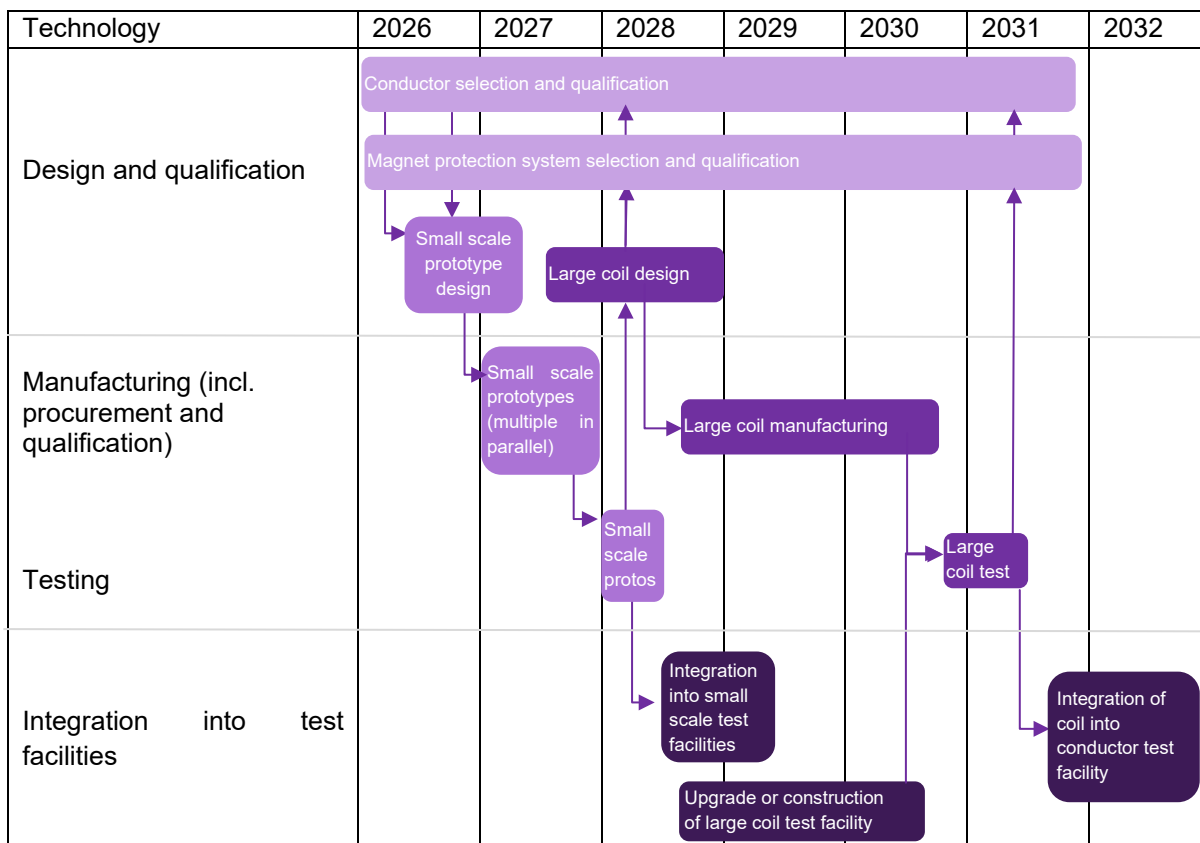 Technology 2026 2027 2028 2029 2030 2031 2032
Conductor selection and qualification
Magnet protection system selection and qualification
Design and qualification
Small scale
prototype
design
Large coil design
Manufacturing (incl.
procurement and
qualification)
Small scale
prototypes
(multiple in
parallel)
Large coil manufacturing
Testing
Small
scale
protos
Large
coil test
Integration into test
facilities
Integration
into small
scale test
facilities
Integration of
coil into
conductor test
facility
Upgrade or construction
of large coil test facility